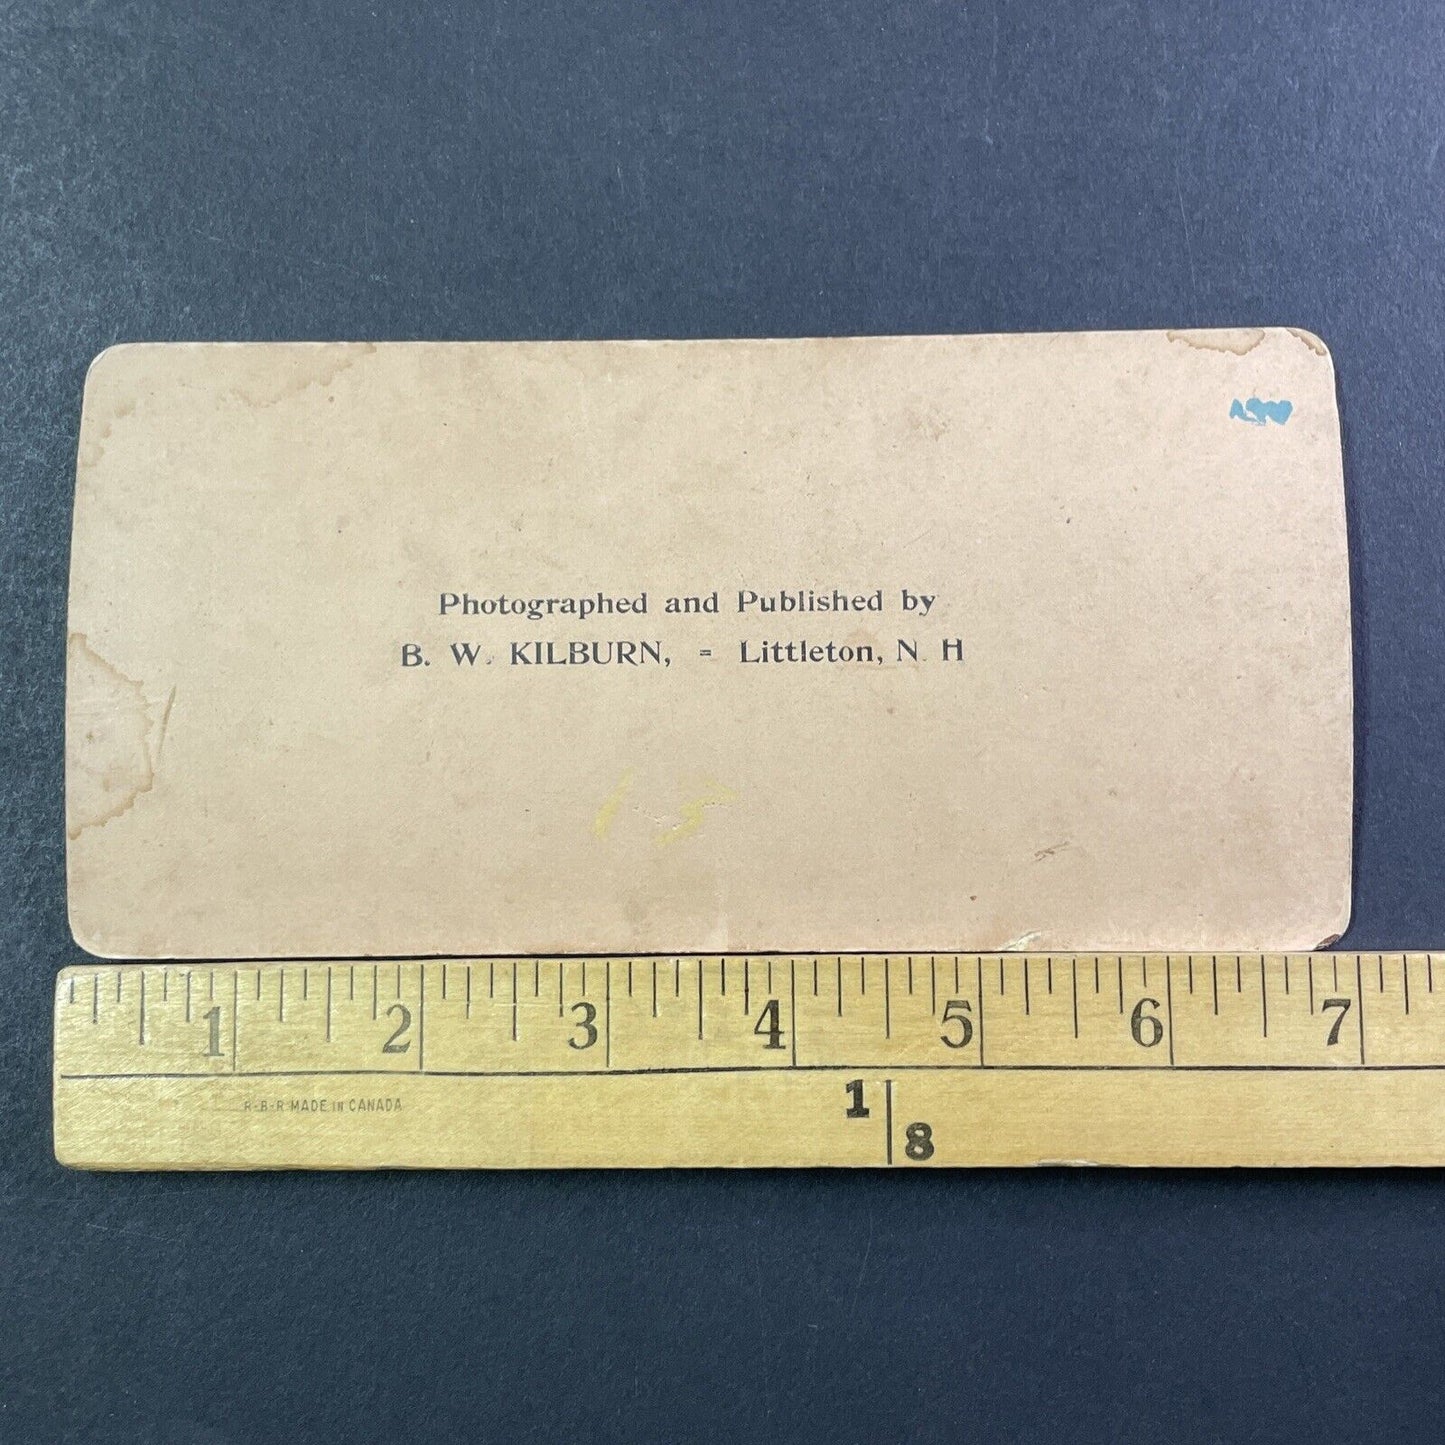 Photographed and Published by
B. W. KILBURN, = Littleton, N. H
1 2 3 4 5 6 7
R-B-R MADE IN CANADA
1
8